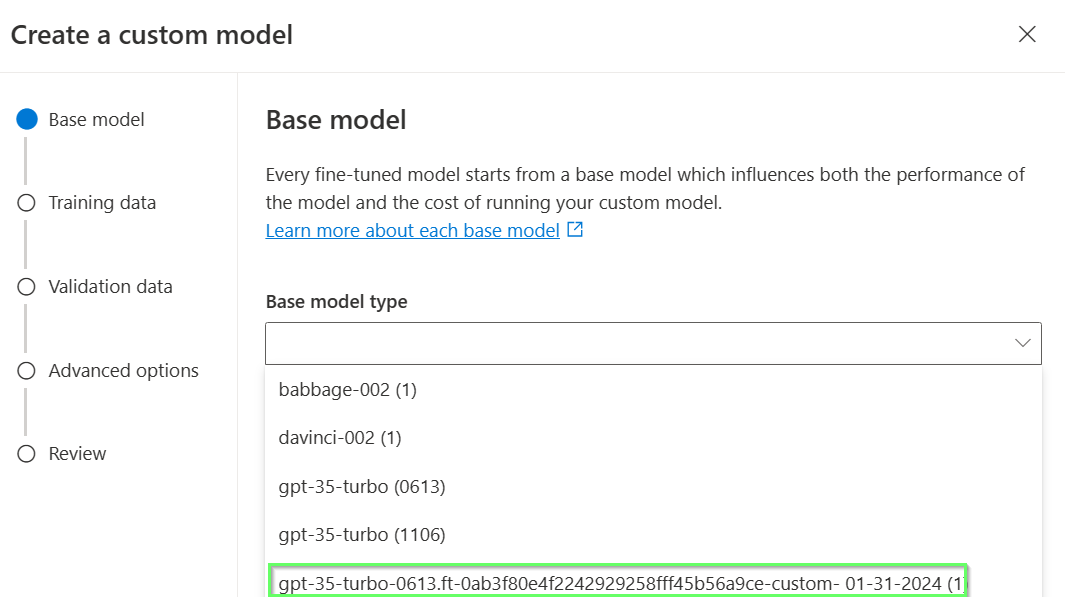 Create a custom model
Base model
Training data
Validation data
Advanced options
Review
Base model
Every fine-tuned model starts from a base model which influences both the performance of
the model and the cost of running your custom model.
Learn more about each base model
Base model type
babbage-002 (1)
davinci-002 (1)
gpt-35-turbo (0613)
gpt-35-turbo (1106)
gpt-35-turbo-0613.ft-0ab3f80e4f2242929258fff45b56a9ce-custom- 01-31-2024 (1)